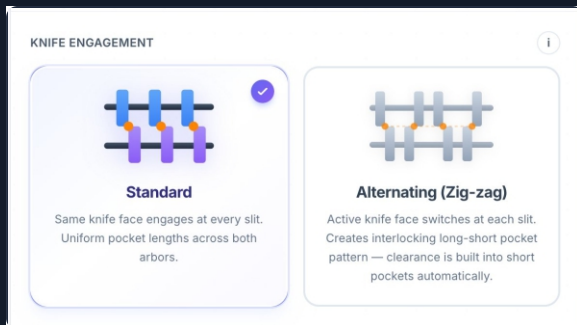 KNIFE ENGAGEMENT
i
Standard
Same knife face engages at every slit.
Uniform pocket lengths across both
arbors.
Alternating (Zig-zag)
Active knife face switches at each slit.
Creates interlocking long-short pocket
pattern — clearance is built into short
pockets automatically.